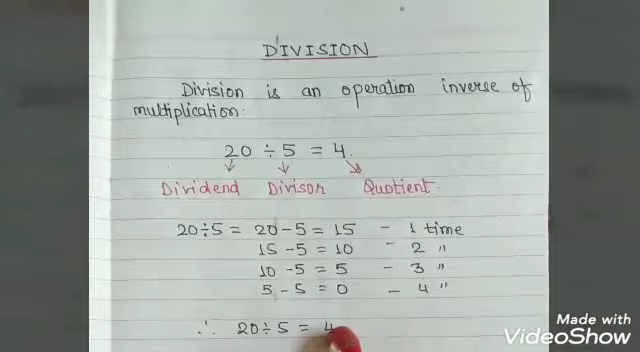 DIVISION
Division is an operation inverse of
multiplication.
20 ÷ 5 = 4.
Dividend Divisor Quotient.
20÷5 = 20-5 = 15 - 1 time
15 -5 = 10 - 2 "
10 -5 = 5 - 3 "
5 - 5 = 0 - 4 "
∴ 20÷5 = 4
Made with
VideoShow